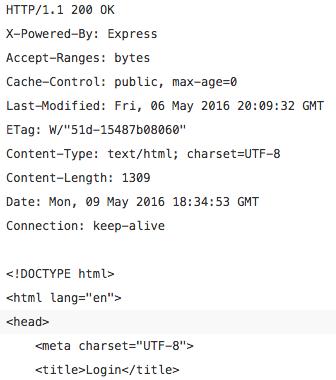 HTTP/1.1 200 OK
X-Powered-By: Express
Accept-Ranges: bytes
Cache-Control: public, max-age=0
Last-Modified: Fri, 06 May 2016 20:09:32 GMT
ETag: W/"51d-15487b08060"
Content-Type: text/html; charset=UTF-8
Content-Length: 1309
Date: Mon, 09 May 2016 18:34:53 GMT
Connection: keep-alive
<!DOCTYPE html>
<html lang="en">
<head>
    <meta charset="UTF-8">
    <title>Login</title>